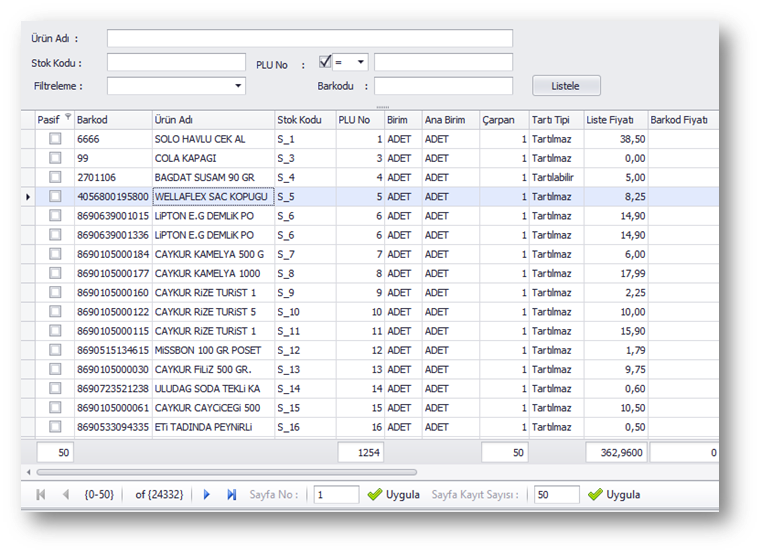 Ürün Adı :
Stok Kodu : PLU No : =
Filtreleme : Barkodu : Listele
Pasif Barkod Ürün Adı Stok Kodu PLU No Birim Ana Birim Çarpan Tartı Tipi Liste Fiyatı Barkod Fiyatı
6666 SOLO HAVLU CEK AL S_1 1 ADET ADET 1 Tartılmaz 38,50
99 COLA KAPAGI S_3 3 ADET ADET 1 Tartılmaz 0,00
2701106 BAGDAT SUSAM 90 GR S_4 4 ADET ADET 1 Tartılabilir 5,00
4056800195800 WELLAFLEX SAC KOPUGU S_5 5 ADET ADET 1 Tartılmaz 8,25
8690639001015 LiPTON E.G DEMLiK PO S_6 6 ADET ADET 1 Tartılmaz 14,90
8690639001336 LiPTON E.G DEMLiK PO S_6 6 ADET ADET 1 Tartılmaz 14,90
8690105000184 CAYKUR KAMELYA 500 G S_7 7 ADET ADET 1 Tartılmaz 6,00
8690105000177 CAYKUR KAMELYA 1000 S_8 8 ADET ADET 1 Tartılmaz 17,99
8690105000160 CAYKUR RiZE TURiST 1 S_9 9 ADET ADET 1 Tartılmaz 2,25
8690105000122 CAYKUR RiZE TURiST 5 S_10 10 ADET ADET 1 Tartılmaz 10,00
8690105000115 CAYKUR RiZE TURiST 1 S_11 11 ADET ADET 1 Tartılmaz 15,90
8690515134615 MiSSBON 100 GR POSET S_12 12 ADET ADET 1 Tartılmaz 1,79
8690105000030 CAYKUR FiLiZ 500 GR. S_13 13 ADET ADET 1 Tartılmaz 9,75
8690723521238 ULUDAG SODA TEKLi KA S_14 14 ADET ADET 1 Tartılmaz 0,60
8690105000061 CAYKUR CAYCiCEGi 500 S_15 15 ADET ADET 1 Tartılmaz 10,50
8690533094335 ETi TADINDA PEYNiRLi S_16 16 ADET ADET 1 Tartılmaz 0,50
50 1254 50 362,9600 0
{0-50} of {24332} Sayfa No : 1 Uygula Sayfa Kayıt Sayısı : 50 Uygula